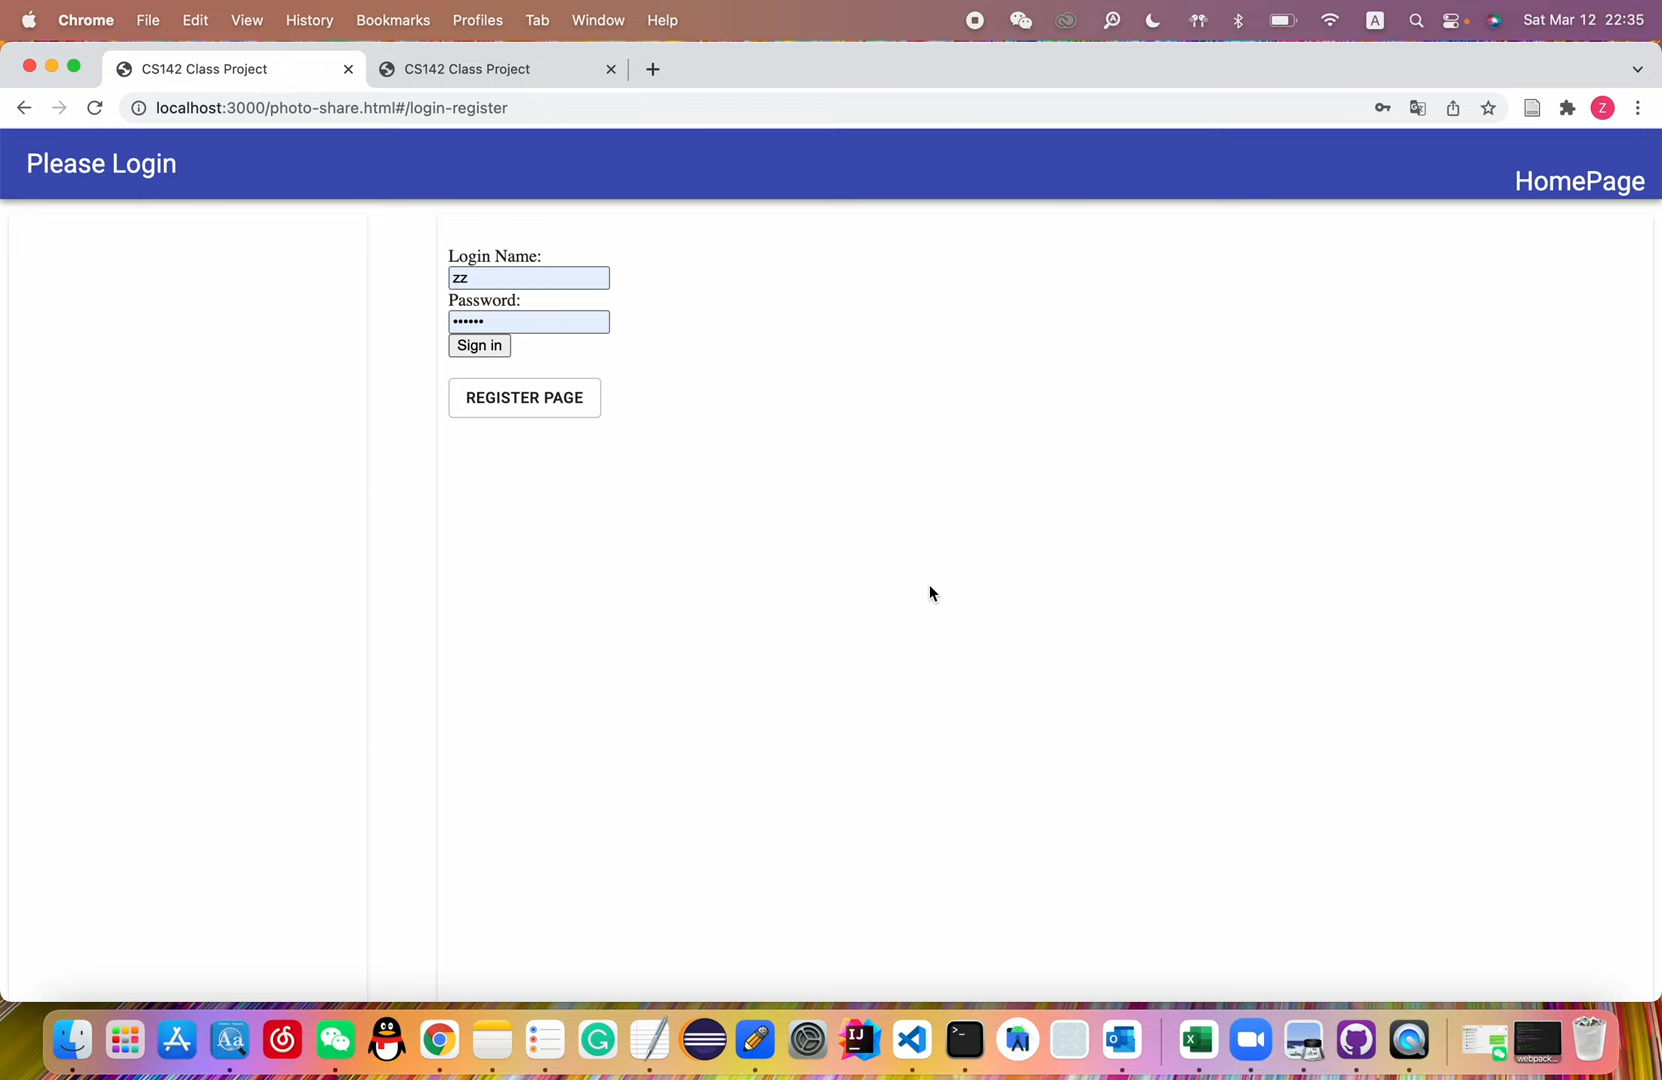 Chrome File Edit View History Bookmarks Profiles Tab Window Help A Sat Mar 12 22:35
CS142 Class Project CS142 Class Project
localhost:3000/photo-share.html#/login-register Z
Please Login
HomePage
Login Name:
zz
Password:
••••••
Sign in
REGISTER PAGE
webpack...